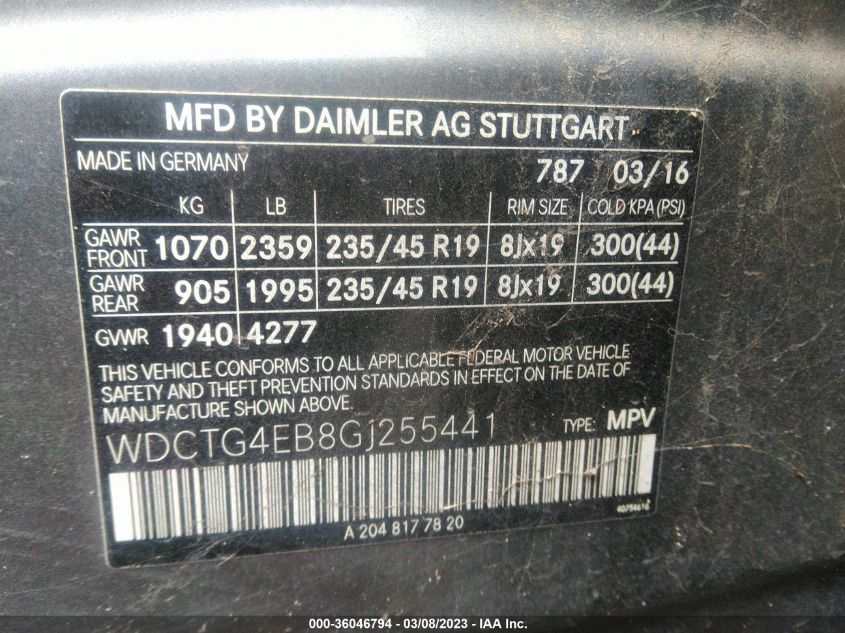 MFD BY DAIMLER AG STUTTGART
MADE IN GERMANY 787 03/16
KG LB TIRES RIM SIZE COLD KPA (PSI)
GAWR FRONT 1070 2359 235/45 R19 8Jx19 300(44)
GAWR REAR 905 1995 235/45 R19 8Jx19 300(44)
GVWR 1940 4277
THIS VEHICLE CONFORMS TO ALL APPLICABLE FEDERAL MOTOR VEHICLE
SAFETY AND THEFT PREVENTION STANDARDS IN EFFECT ON THE DATE OF
MANUFACTURE SHOWN ABOVE.
WDCTG4EB8GJ255441 TYPE: MPV
A 204 817 78 20
000-36046794 - 03/08/2023 - IAA Inc.